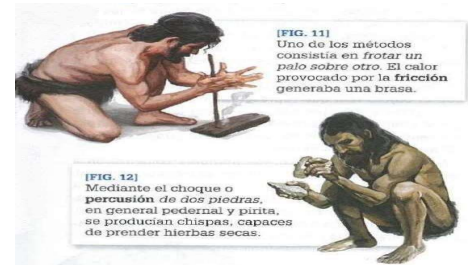 [FIG. 11]
Uno de los métodos
consistía en frotar un
palo sobre otro. El calor
provocado por la fricción
generaba una brasa.
[FIG. 12]
Mediante el choque o
percusión de dos piedras,
en general pedernal y pirita,
se producían chispas, capaces
de prender hierbas secas.